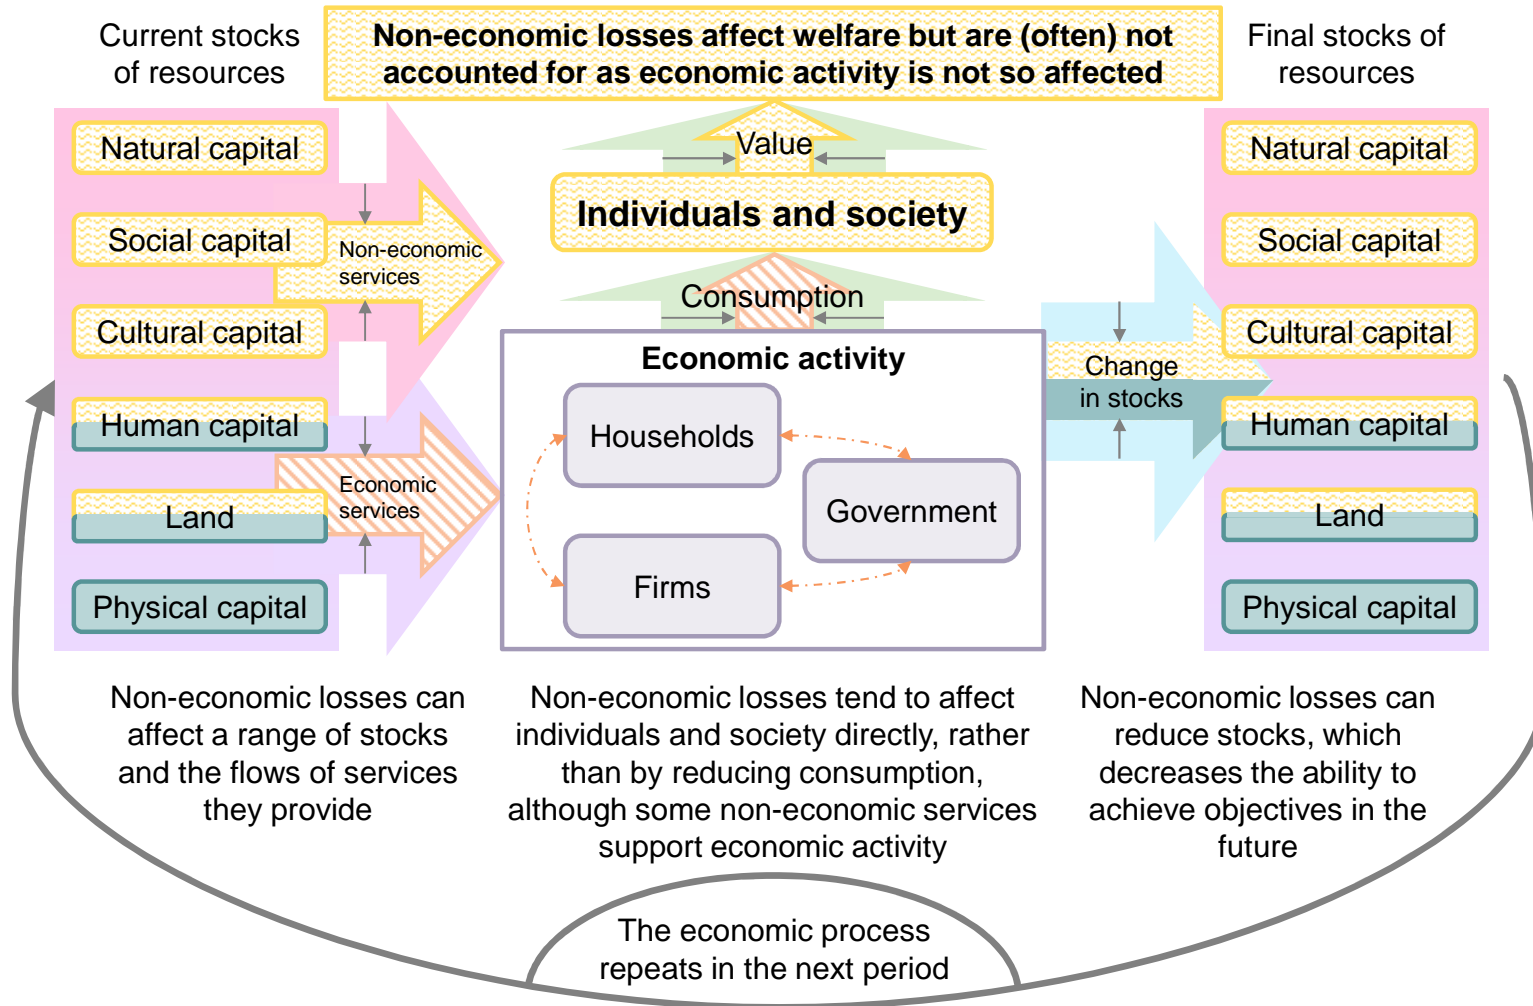 Current stocks
of resources
Non-economic losses affect welfare but are (often) not
accounted for as economic activity is not so affected
Final stocks of
resources
Natural capital
Social capital
Cultural capital
Human capital
Land
Physical capital
Non-economic
services
Economic
services
Value
Individuals and society
Consumption
Economic activity
Households
Government
Firms
Change
in stocks
Natural capital
Social capital
Cultural capital
Human capital
Land
Physical capital
Non-economic losses can
affect a range of stocks
and the flows of services
they provide
Non-economic losses tend to affect
individuals and society directly, rather
than by reducing consumption,
although some non-economic services
support economic activity
Non-economic losses can
reduce stocks, which
decreases the ability to
achieve objectives in the
future
The economic process
repeats in the next period